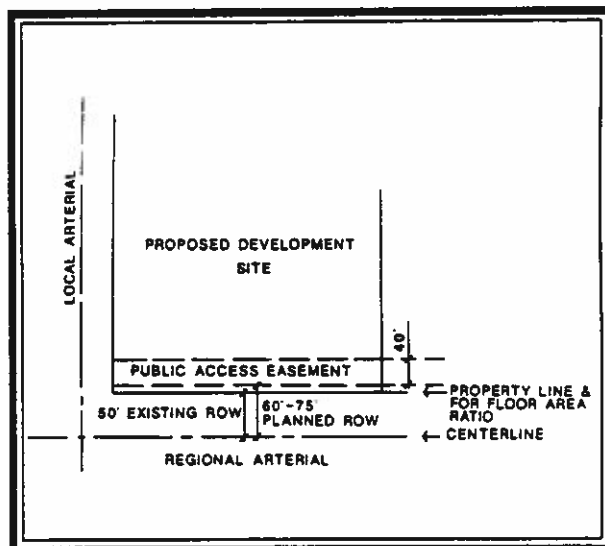 LOCAL ARTERIAL
PROPOSED DEVELOPMENT
SITE
40'
PUBLIC ACCESS EASEMENT
50' EXISTING ROW
60'-75'
PLANNED ROW
PROPERTY LINE &
FOR FLOOR AREA
RATIO
CENTERLINE
REGIONAL ARTERIAL